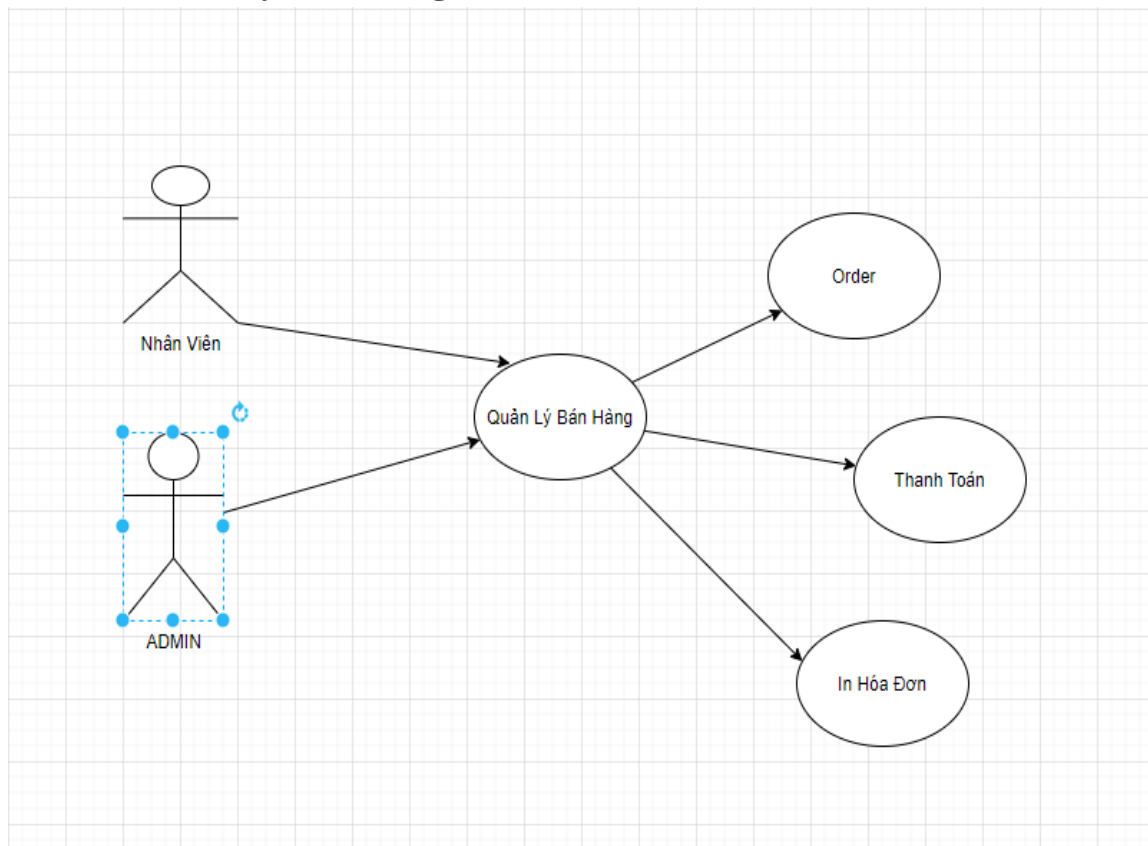 Nhân Viên
Order
Quản Lý Bán Hàng
Thanh Toán
ADMIN
In Hóa Đơn